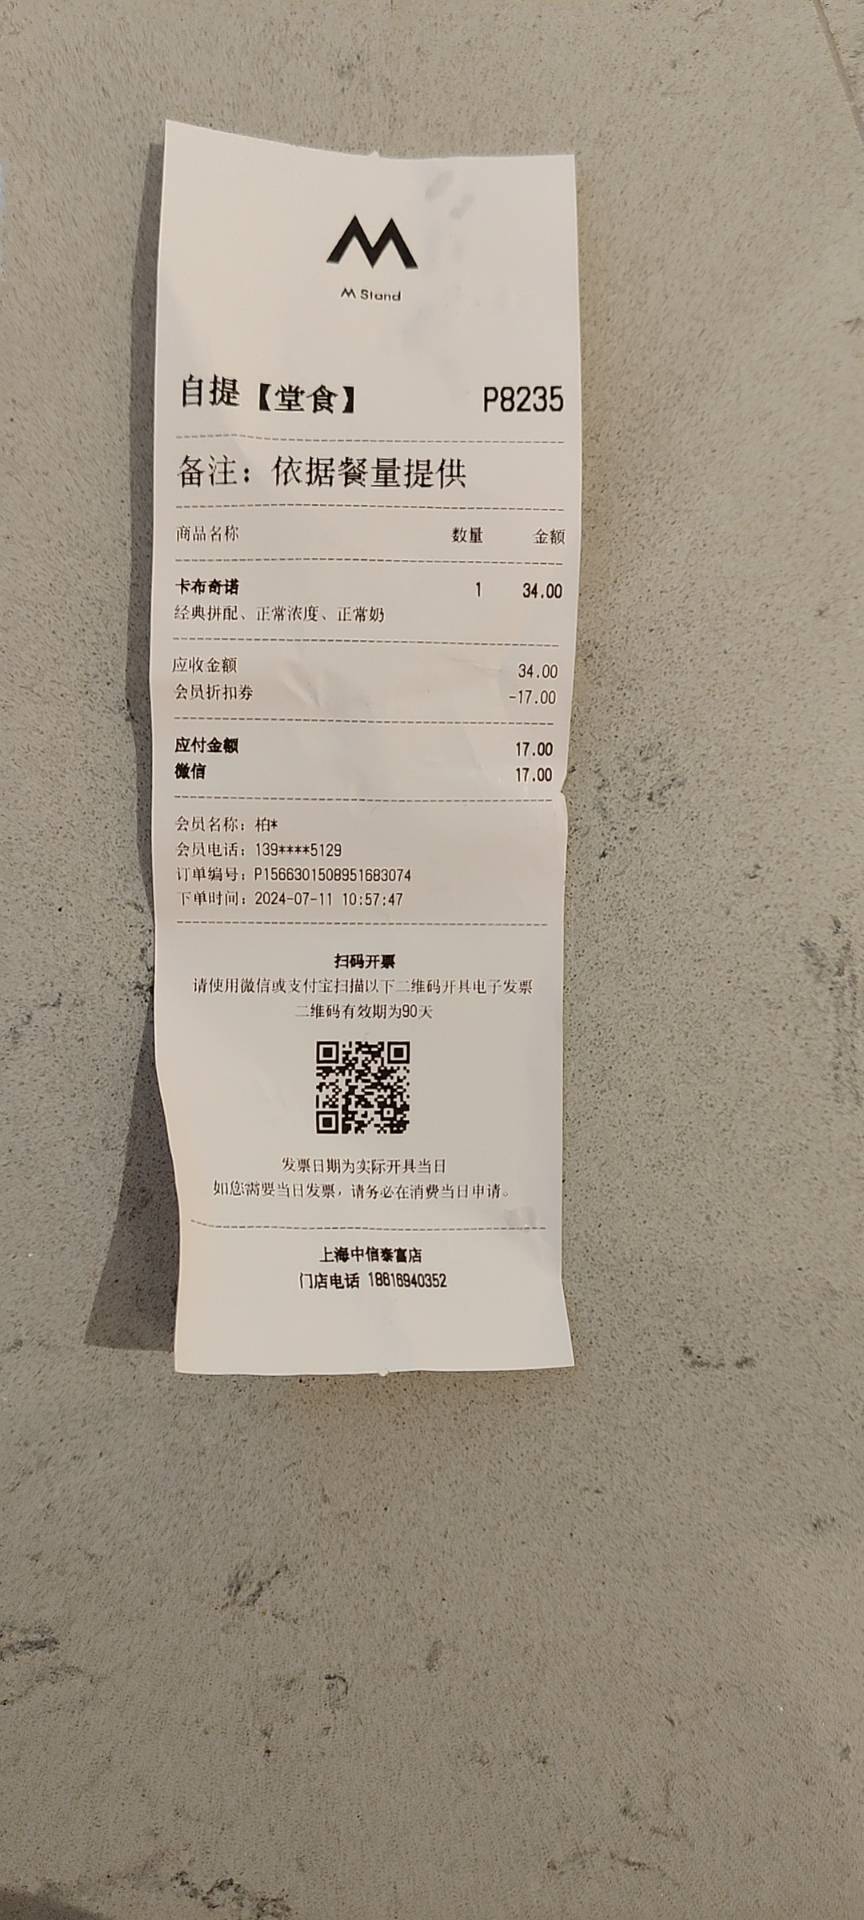 M Stand
自提【堂食】 P8235
备注：依据餐量提供
商品名称 数量 金额
卡布奇诺 1 34.00
经典拼配、正常浓度、正常奶
应收金额 34.00
会员折扣券 -17.00
应付金额 17.00
微信 17.00
会员名称：柏*
会员电话：139****5129
订单编号：P1566301508951683074
下单时间：2024-07-11 10:57:47
扫码开票
请使用微信或支付宝扫描以下二维码开具电子发票
二维码有效期为90天
发票日期为实际开具当日
如您需要当日发票，请务必在消费当日申请。
上海中信泰富店
门店电话 18616940352